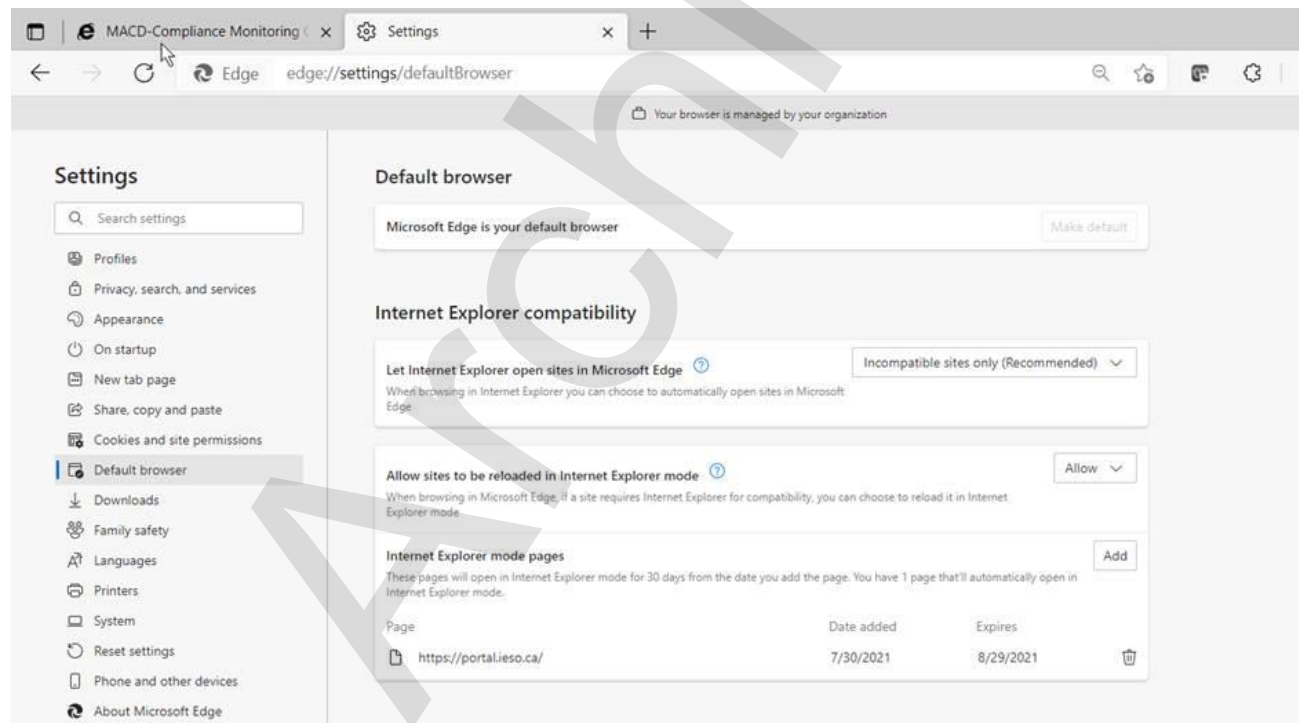 MACD-Compliance Monitoring
Settings
Edge
edge://settings/defaultBrowser
Your browser is managed by your organization
Settings
Search settings
Profiles
Privacy, search, and services
Appearance
On startup
New tab page
Share, copy and paste
Cookies and site permissions
Default browser
Downloads
Family safety
Languages
Printers
System
Reset settings
Phone and other devices
About Microsoft Edge
Default browser
Microsoft Edge is your default browser
Make default
Internet Explorer compatibility
Let Internet Explorer open sites in Microsoft Edge
Incompatible sites only (Recommended)
When browsing in Internet Explorer you can choose to automatically open sites in Microsoft
Edge
Allow sites to be reloaded in Internet Explorer mode
Allow
When browsing in Microsoft Edge, if a site requires Internet Explorer for compatibility, you can choose to reload it in Internet
Explorer mode
Internet Explorer mode pages
Add
These pages will open in Internet Explorer mode for 30 days from the date you add the page. You have 1 page that'll automatically open in
Internet Explorer mode.
Page Date added Expires
https://portal.ieso.ca/ 7/30/2021 8/29/2021